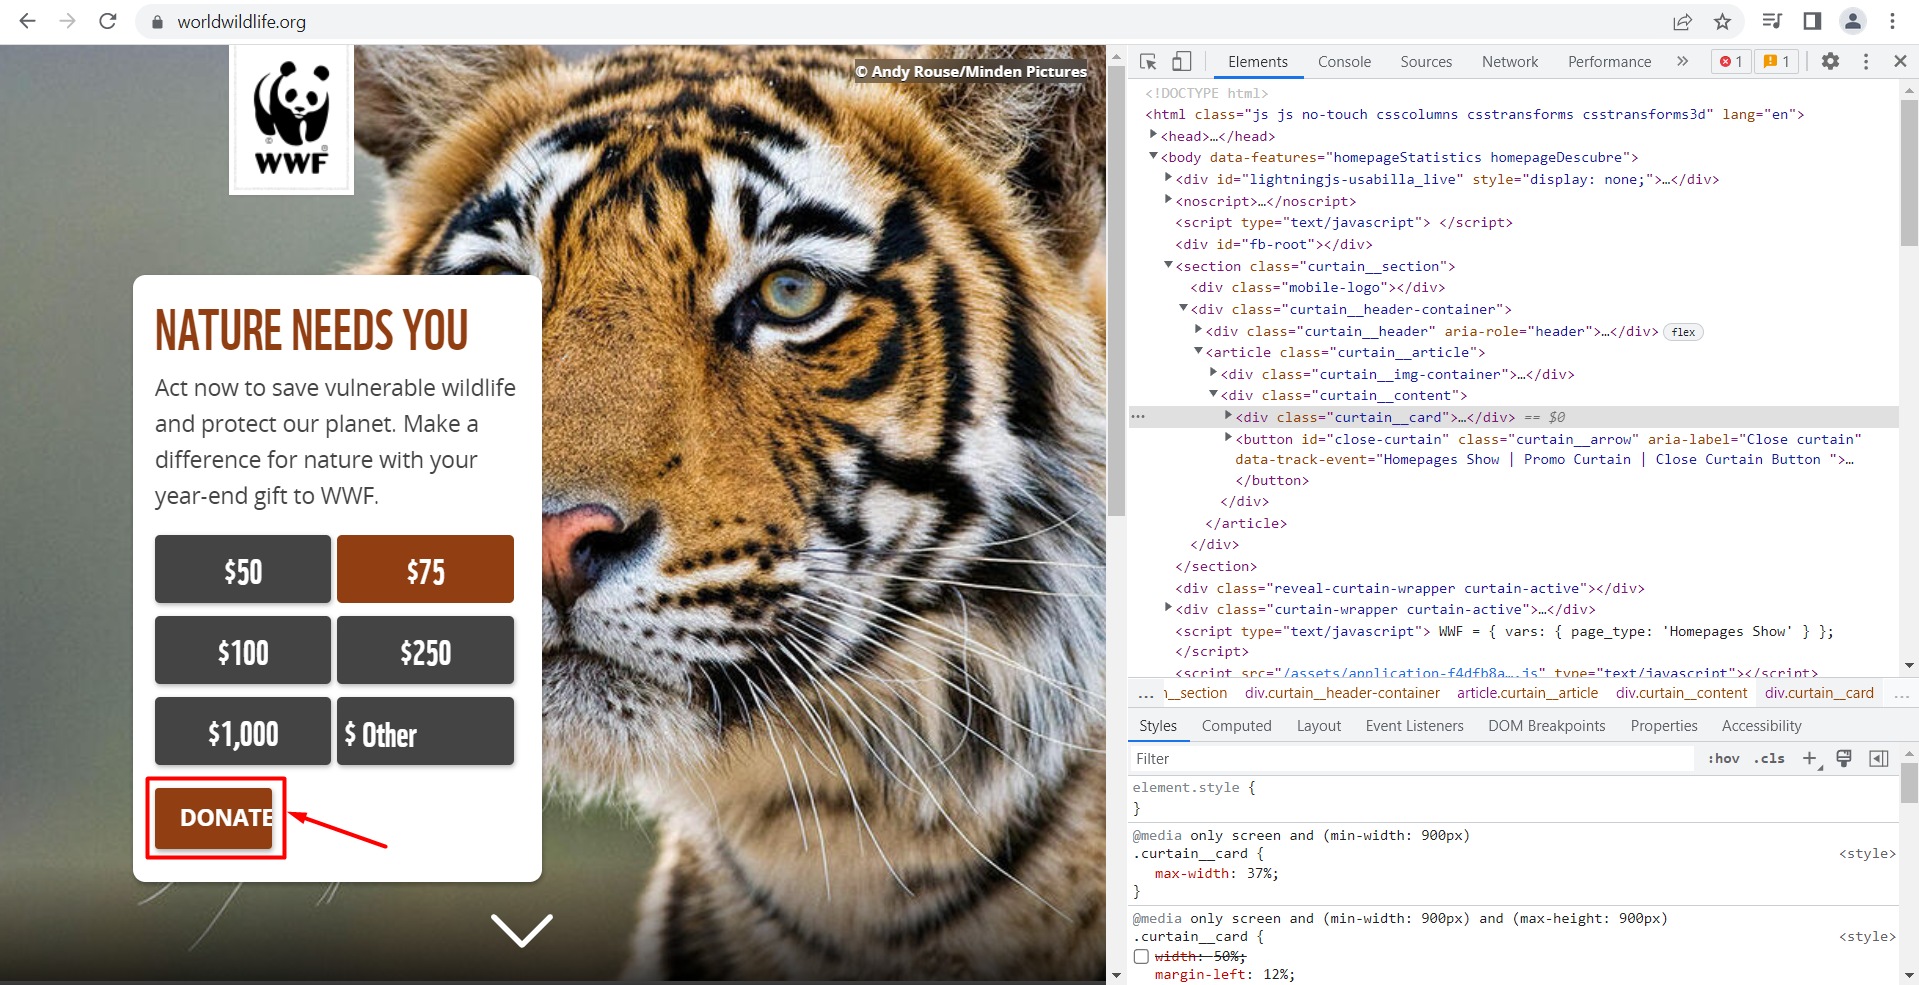 worldwildlife.org
© Andy Rouse/Minden Pictures
WWF
NATURE NEEDS YOU
Act now to save vulnerable wildlife
and protect our planet. Make a
difference for nature with your
year-end gift to WWF.
$50
$75
$100
$250
$1,000
$ Other
DONATE
Elements
Console
Sources
Network
Performance
»
1
1
<!DOCTYPE html>
<html class="js js no-touch csscolumns csstransforms csstransforms3d" lang="en">
<head>…</head>
<body data-features="homepageStatistics homepageDescubre">
<div id="lightningjs-usabilla_live" style="display: none;">…</div>
<noscript>…</noscript>
<script type="text/javascript"> </script>
<div id="fb-root"></div>
<section class="curtain__section">
<div class="mobile-logo"></div>
<div class="curtain__header-container">
<div class="curtain__header" aria-role="header">…</div> flex
<article class="curtain__article">
<div class="curtain__img-container">…</div>
<div class="curtain__content">
<div class="curtain__card">…</div> == $0
<button id="close-curtain" class="curtain__arrow" aria-label="Close curtain"
data-track-event="Homepages Show | Promo Curtain | Close Curtain Button ">…
</button>
</div>
</article>
</div>
</section>
<div class="reveal-curtain-wrapper curtain-active"></div>
<div class="curtain-wrapper curtain-active">…</div>
<script type="text/javascript"> WWF = { vars: { page_type: 'Homepages Show' } };
</script>
<script src="/assets/application-f4dfb8a….js" type="text/javascript"></script>
... __section div.curtain__header-container article.curtain__article div.curtain__content div.curtain__card ...
Styles
Computed
Layout
Event Listeners
DOM Breakpoints
Properties
Accessibility
Filter
:hov
.cls
element.style {
}
@media only screen and (min-width: 900px)
.curtain__card {
<style>
max-width: 37%;
}
@media only screen and (min-width: 900px) and (max-height: 900px)
.curtain__card {
<style>
width: 50%;
margin-left: 12%;